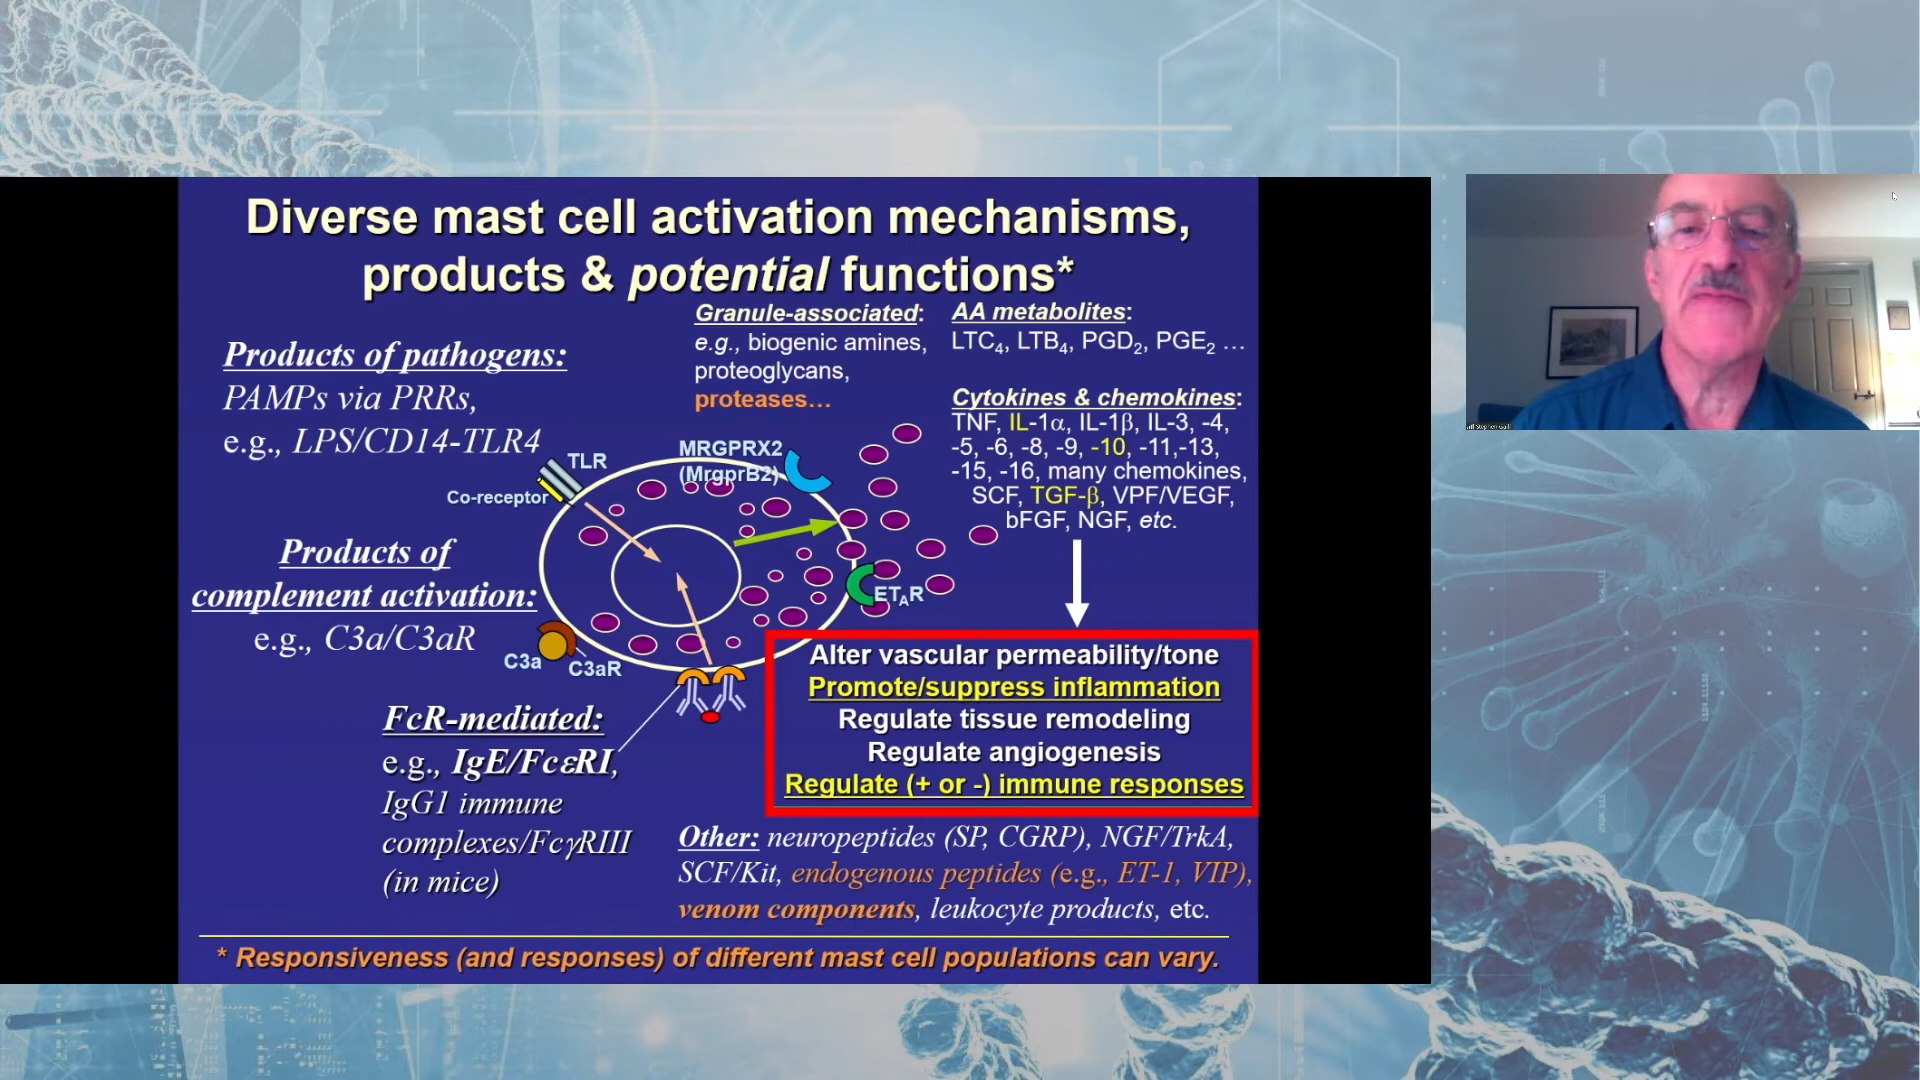 Diverse mast cell activation mechanisms,
products & potential functions*
Products of pathogens:
PAMPs via PRRs,
e.g., LPS/CD14-TLR4
Granule-associated:
e.g., biogenic amines,
proteoglycans,
proteases…
AA metabolites:
LTC4, LTB4, PGD2, PGE2 …
Cytokines & chemokines:
TNF, IL-1α, IL-1β, IL-3, -4,
-5, -6, -8, -9, -10, -11,-13,
-15, -16, many chemokines,
SCF, TGF-β, VPF/VEGF,
bFGF, NGF, etc.
MRGPRX2
(MrgprB2)
TLR
Co-receptor
Products of
complement activation:
e.g., C3a/C3aR
ETAR
C3a
C3aR
Alter vascular permeability/tone
Promote/suppress inflammation
Regulate tissue remodeling
Regulate angiogenesis
Regulate (+ or -) immune responses
FcR-mediated:
e.g., IgE/FcεRI,
IgG1 immune
complexes/FcγRIII
(in mice)
Other: neuropeptides (SP, CGRP), NGF/TrkA,
SCF/Kit, endogenous peptides (e.g., ET-1, VIP),
venom components, leukocyte products, etc.
* Responsiveness (and responses) of different mast cell populations can vary.
Stephen Galli